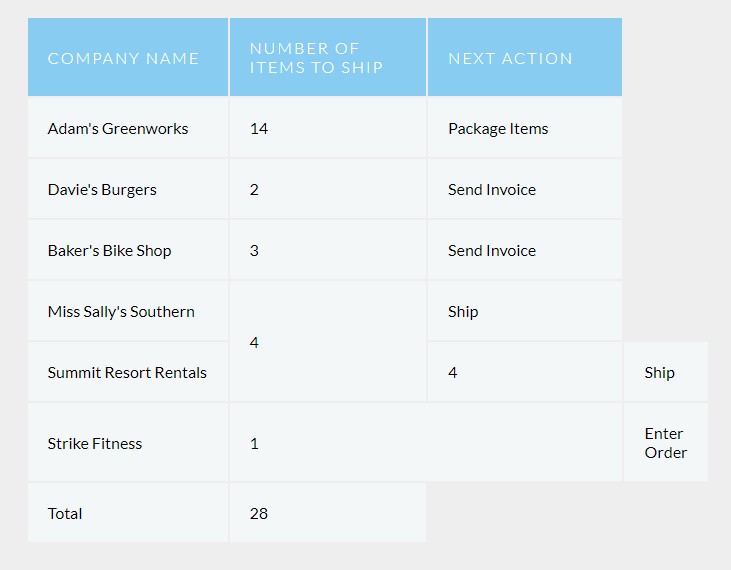 COMPANY NAME
NUMBER OF
ITEMS TO SHIP
NEXT ACTION
Adam's Greenworks
14
Package Items
Davie's Burgers
2
Send Invoice
Baker's Bike Shop
3
Send Invoice
Miss Sally's Southern
4
Ship
Summit Resort Rentals
4
Ship
Strike Fitness
1
Enter
Order
Total
28